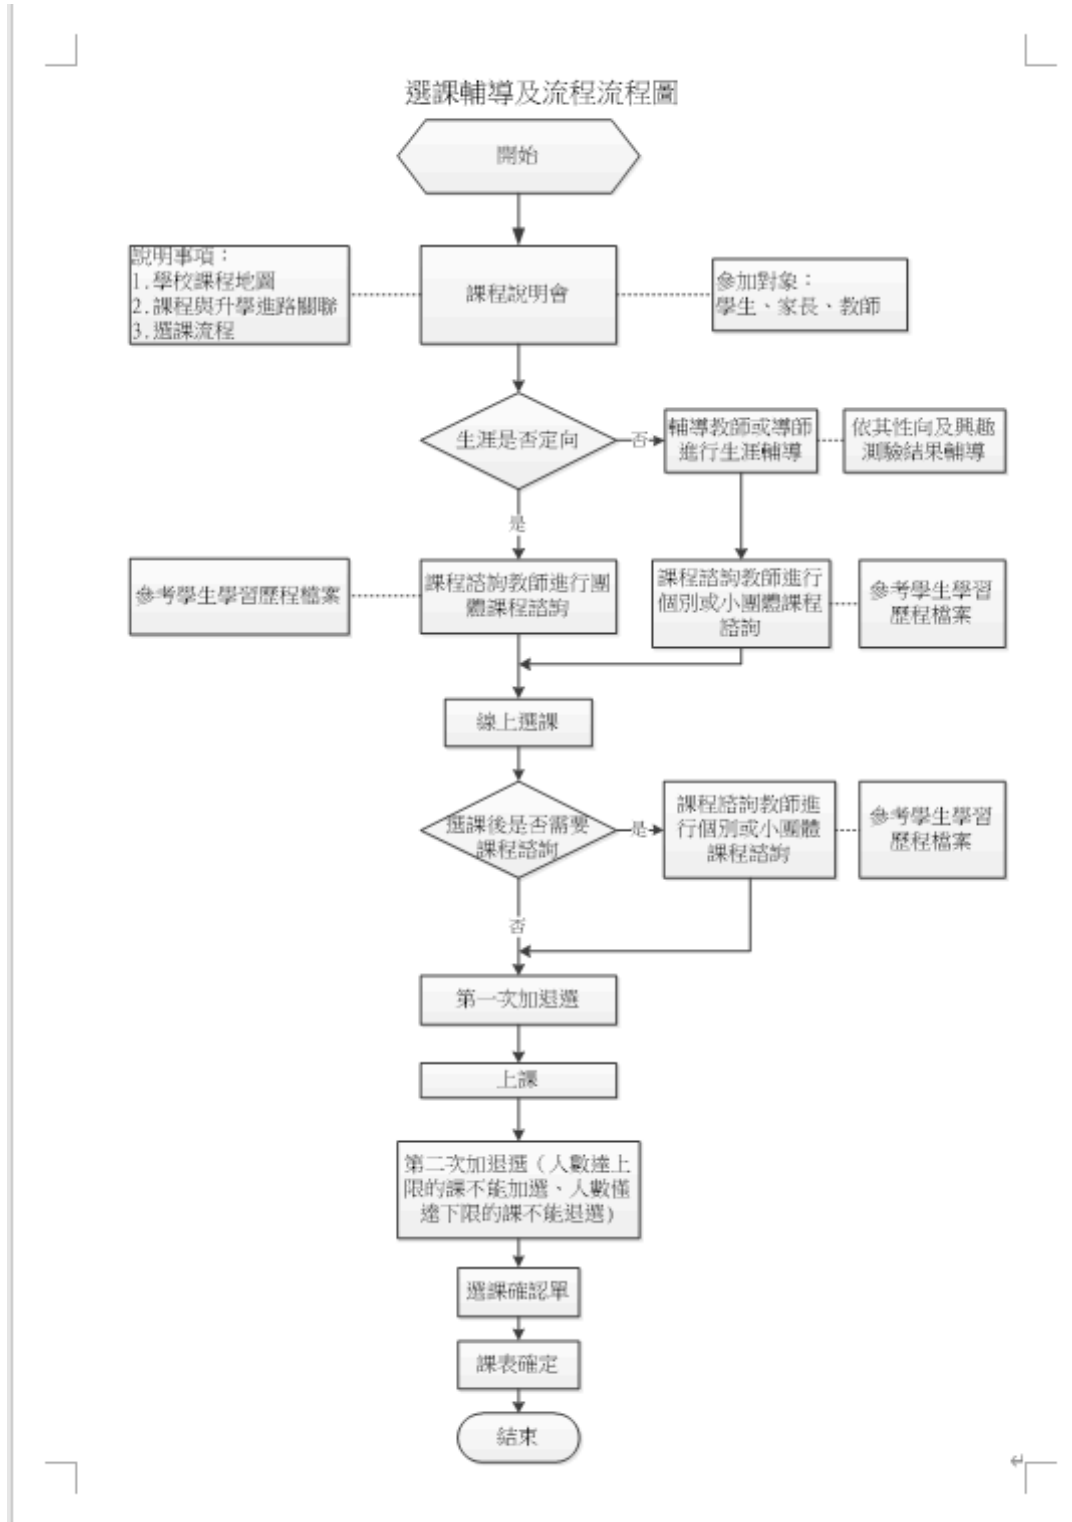 選課輔導及流程流程圖
開始
說明事項：
1.學校課程地圖
2.課程與升學進路關聯
3.選課流程
課程說明會
參加對象：
學生、家長、教師
生涯是否定向
否
輔導教師或導師
進行生涯輔導
依其性向及興趣
測驗結果輔導
是
參考學生學習歷程檔案
課程諮詢教師進行團
體課程諮詢
課程諮詢教師進行
個別或小團體課程
諮詢
參考學生學習
歷程檔案
線上選課
選課後是否需要
課程諮詢
是
課程諮詢教師進
行個別或小團體
課程諮詢
參考學生學習
歷程檔案
否
第一次加退選
上課
第二次加退選（人數達上
限的課不能加選、人數僅
達下限的課不能退選）
選課確認單
課表確定
結束